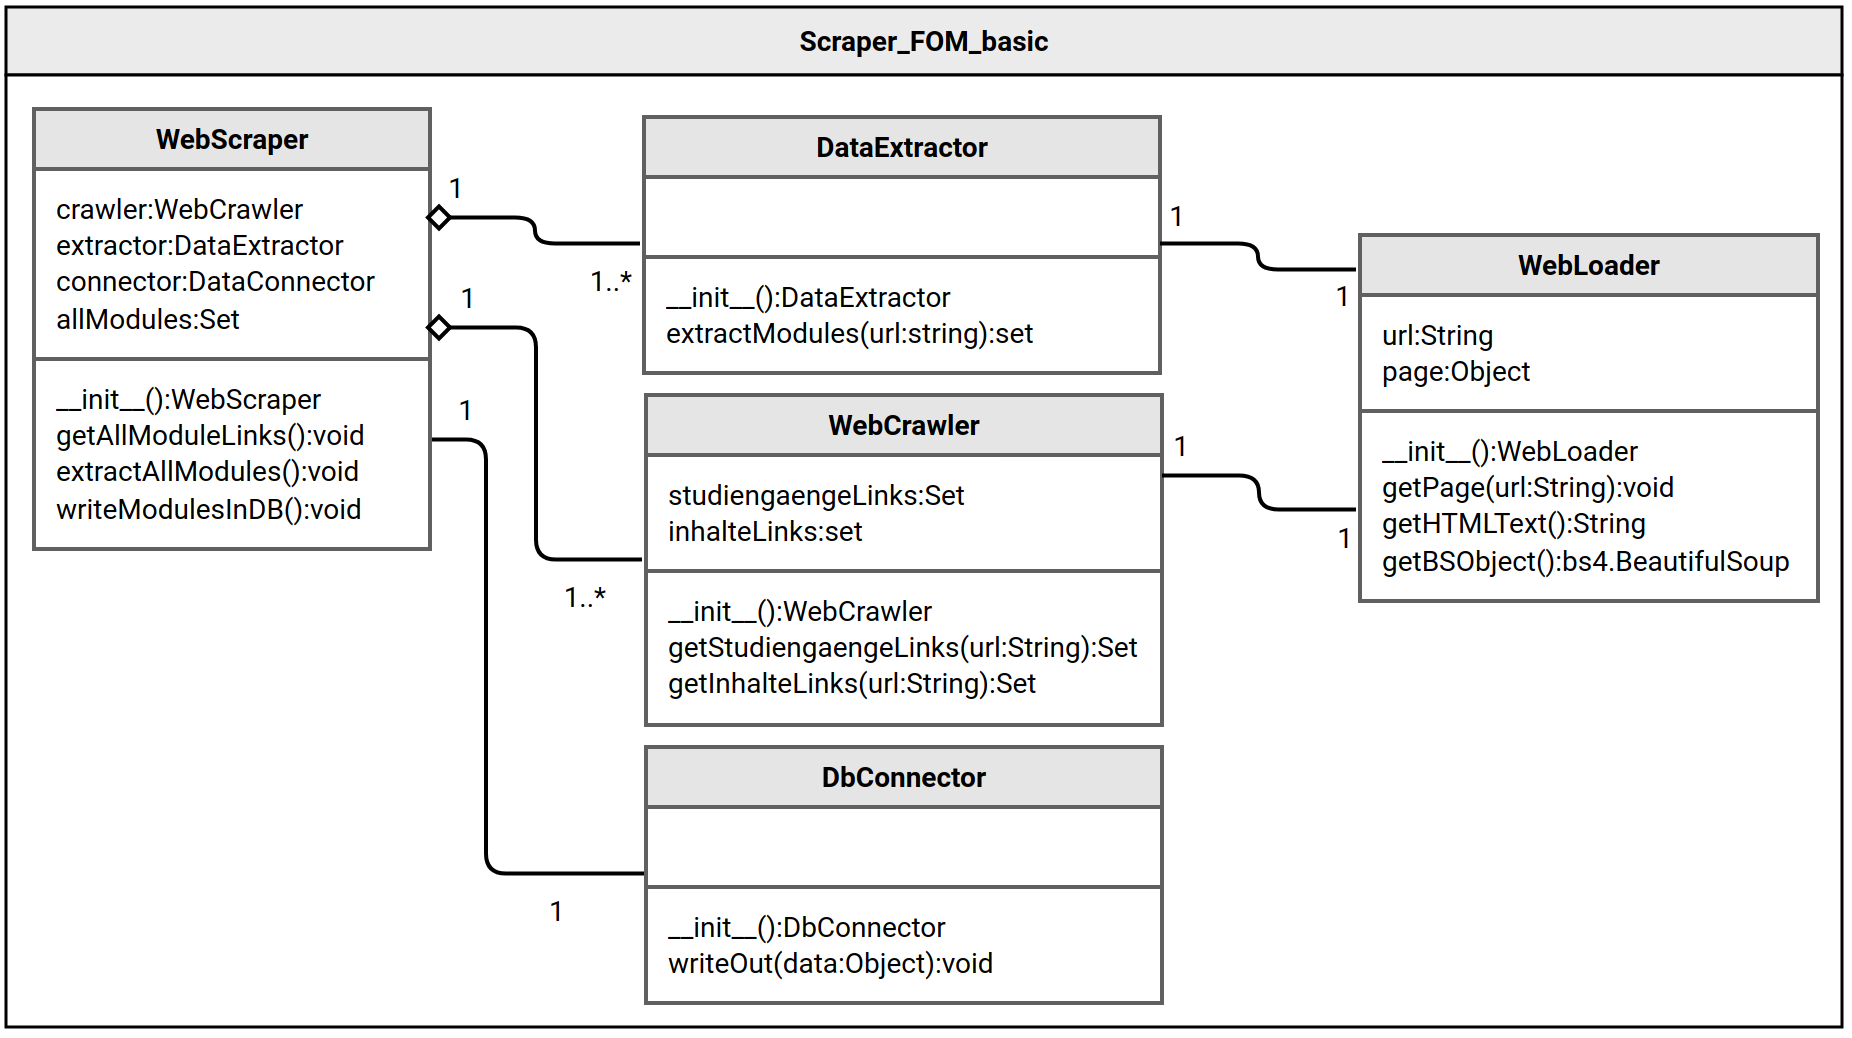 Scraper_FOM_basic
WebScraper
crawler:WebCrawler
extractor:DataExtractor
connector:DataConnector
allModules:Set
__init__():WebScraper
getAllModuleLinks():void
extractAllModules():void
writeModulesInDB():void
1
1..*
1
1..*
1
1
DataExtractor
__init__():DataExtractor
extractModules(url:string):set
WebCrawler
studiengaengeLinks:Set
inhalteLinks:set
__init__():WebCrawler
getStudiengaengeLinks(url:String):Set
getInhalteLinks(url:String):Set
DbConnector
__init__():DbConnector
writeOut(data:Object):void
1
1
1
1
WebLoader
url:String
page:Object
__init__():WebLoader
getPage(url:String):void
getHTMLText():String
getBSObject():bs4.BeautifulSoup